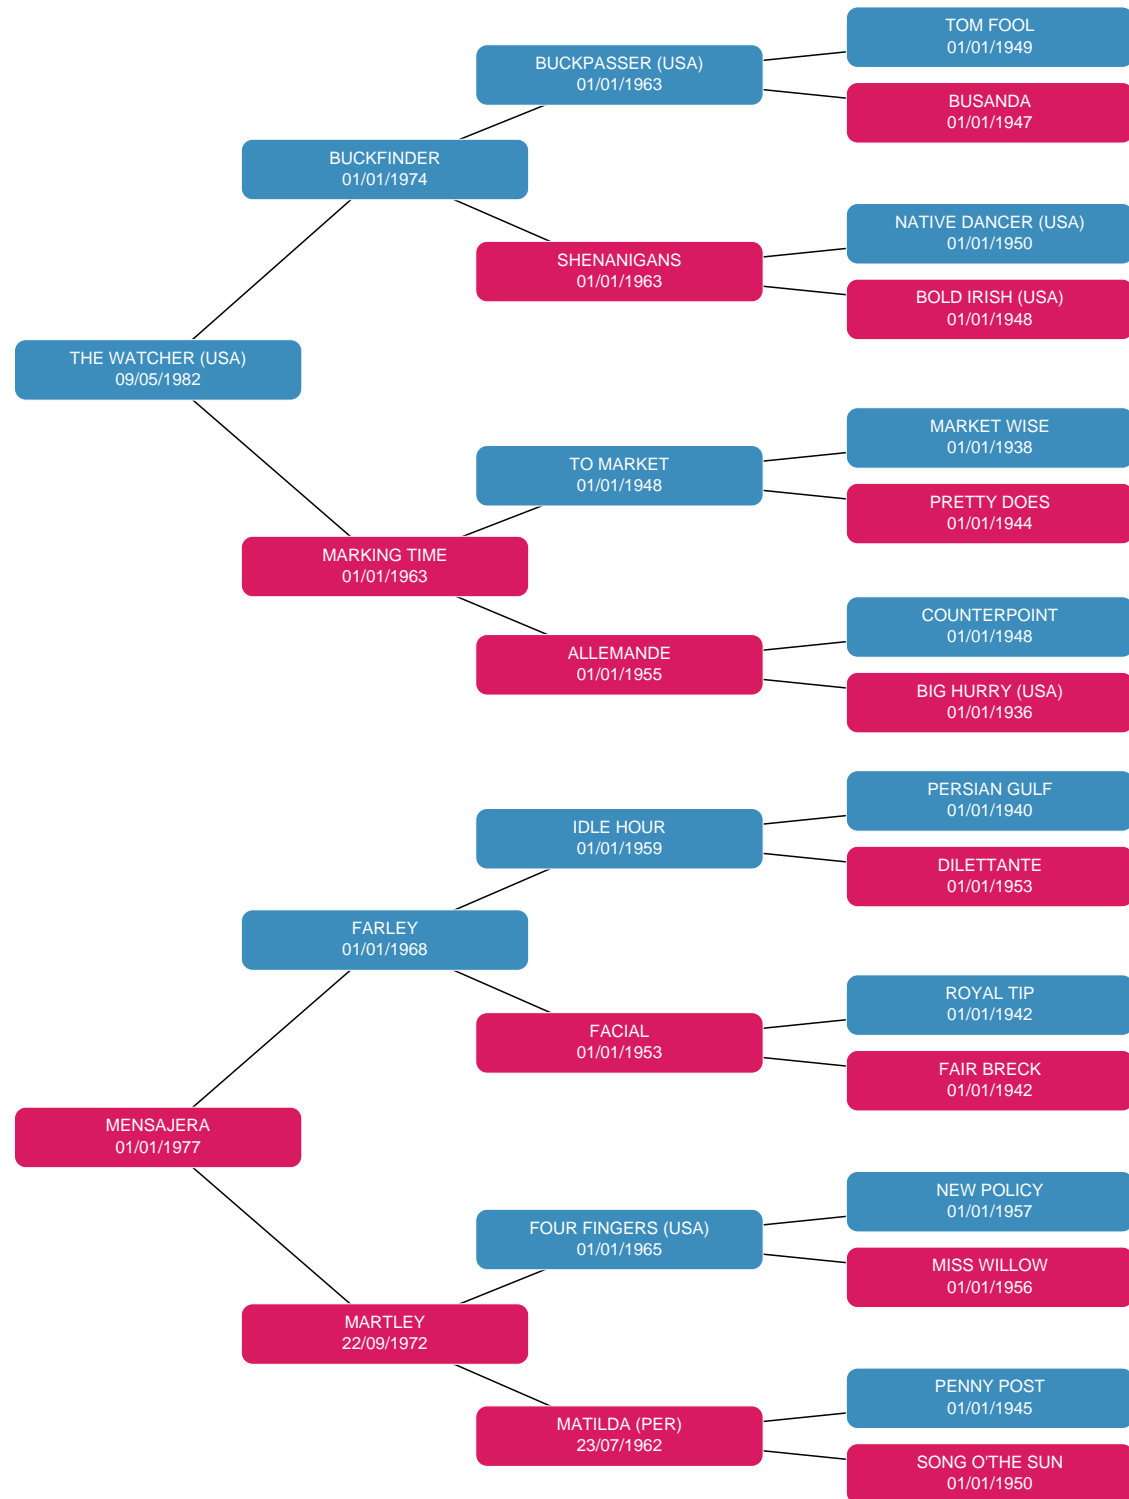 TOM FOOL
01/01/1949
BUCKPASSER (USA)
01/01/1963
BUSANDA
01/01/1947
BUCKFINDER
01/01/1974
NATIVE DANCER (USA)
01/01/1950
SHENANIGANS
01/01/1963
BOLD IRISH (USA)
01/01/1948
THE WATCHER (USA)
09/05/1982
MARKET WISE
01/01/1938
TO MARKET
01/01/1948
PRETTY DOES
01/01/1944
MARKING TIME
01/01/1963
COUNTERPOINT
01/01/1948
ALLEMANDE
01/01/1955
BIG HURRY (USA)
01/01/1936
PERSIAN GULF
01/01/1940
IDLE HOUR
01/01/1959
DILETTANTE
01/01/1953
FARLEY
01/01/1968
ROYAL TIP
01/01/1942
FACIAL
01/01/1953
FAIR BRECK
01/01/1942
MENSAJERA
01/01/1977
NEW POLICY
01/01/1957
FOUR FINGERS (USA)
01/01/1965
MISS WILLOW
01/01/1956
MARTLEY
22/09/1972
PENNY POST
01/01/1945
MATILDA (PER)
23/07/1962
SONG O'THE SUN
01/01/1950